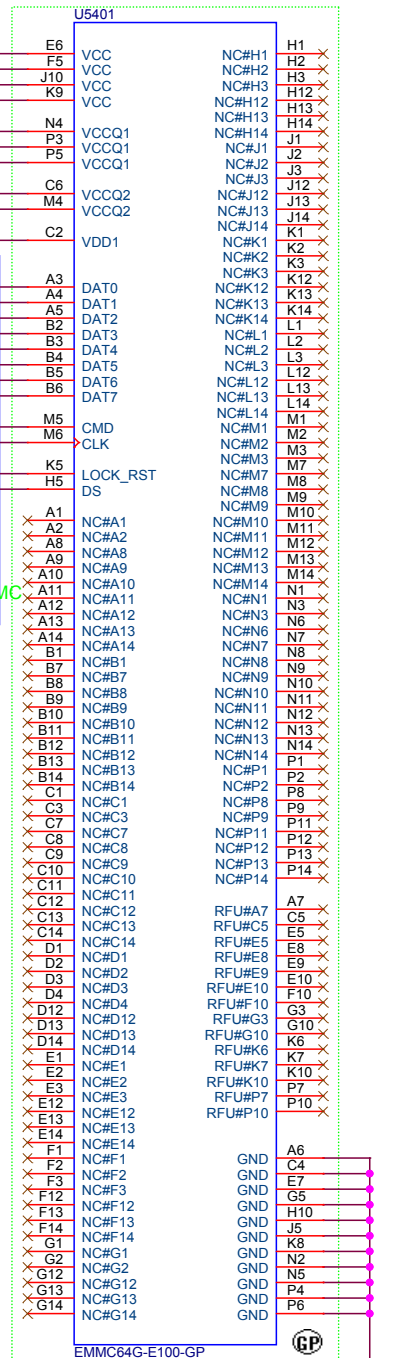 U5401
E6 VCC NC#H1 H1
F5 VCC NC#H2 H2
J10 VCC NC#H3 H3
K9 VCC NC#H12 H12
NC#H13 H13
N4 VCCQ1 NC#H14 H14
P3 VCCQ1 NC#J1 J1
P5 VCCQ1 NC#J2 J2
NC#J3 J3
C6 VCCQ2 NC#J12 J12
M4 VCCQ2 NC#J13 J13
NC#J14 J14
C2 VDD1 NC#K1 K1
NC#K2 K2
NC#K3 K3
A3 DAT0 NC#K12 K12
A4 DAT1 NC#K13 K13
A5 DAT2 NC#K14 K14
B2 DAT3 NC#L1 L1
B3 DAT4 NC#L2 L2
B4 DAT5 NC#L3 L3
B5 DAT6 NC#L12 L12
B6 DAT7 NC#L13 L13
NC#L14 L14
M5 CMD NC#M1 M1
M6 CLK NC#M2 M2
NC#M3 M3
K5 LOCK_RST NC#M7 M7
H5 DS NC#M8 M8
NC#M9 M9
A1 NC#A1 NC#M10 M10
A2 NC#A2 NC#M11 M11
A8 NC#A8 NC#M12 M12
A9 NC#A9 NC#M13 M13
A10 NC#A10 NC#M14 M14
MC A11 NC#A11 NC#N1 N1
A12 NC#A12 NC#N3 N3
A13 NC#A13 NC#N6 N6
A14 NC#A14 NC#N7 N7
B1 NC#B1 NC#N8 N8
B7 NC#B7 NC#N9 N9
B8 NC#B8 NC#N10 N10
B9 NC#B9 NC#N11 N11
B10 NC#B10 NC#N12 N12
B11 NC#B11 NC#N13 N13
B12 NC#B12 NC#N14 N14
B13 NC#B13 NC#P1 P1
B14 NC#B14 NC#P2 P2
C1 NC#C1 NC#P8 P8
C3 NC#C3 NC#P9 P9
C7 NC#C7 NC#P11 P11
C8 NC#C8 NC#P12 P12
C9 NC#C9 NC#P13 P13
C10 NC#C10 NC#P14 P14
C11 NC#C11
C12 NC#C12 RFU#A7 A7
C13 NC#C13 RFU#C5 C5
C14 NC#C14 RFU#E5 E5
D1 NC#D1 RFU#E8 E8
D2 NC#D2 RFU#E9 E9
D3 NC#D3 RFU#E10 E10
D4 NC#D4 RFU#F10 F10
D12 NC#D12 RFU#G3 G3
D13 NC#D13 RFU#G10 G10
D14 NC#D14 RFU#K6 K6
E1 NC#E1 RFU#K7 K7
E2 NC#E2 RFU#K10 K10
E3 NC#E3 RFU#P7 P7
E12 NC#E12 RFU#P10 P10
E13 NC#E13
E14 NC#E14
F1 NC#F1 GND A6
F2 NC#F2 GND C4
F3 NC#F3 GND E7
F12 NC#F12 GND G5
F13 NC#F13 GND H10
F14 NC#F14 GND J5
G1 NC#G1 GND K8
G2 NC#G2 GND N2
G12 NC#G12 GND N5
G13 NC#G13 GND P4
G14 NC#G14 GND P6
EMMC64G-E100-GP
GP